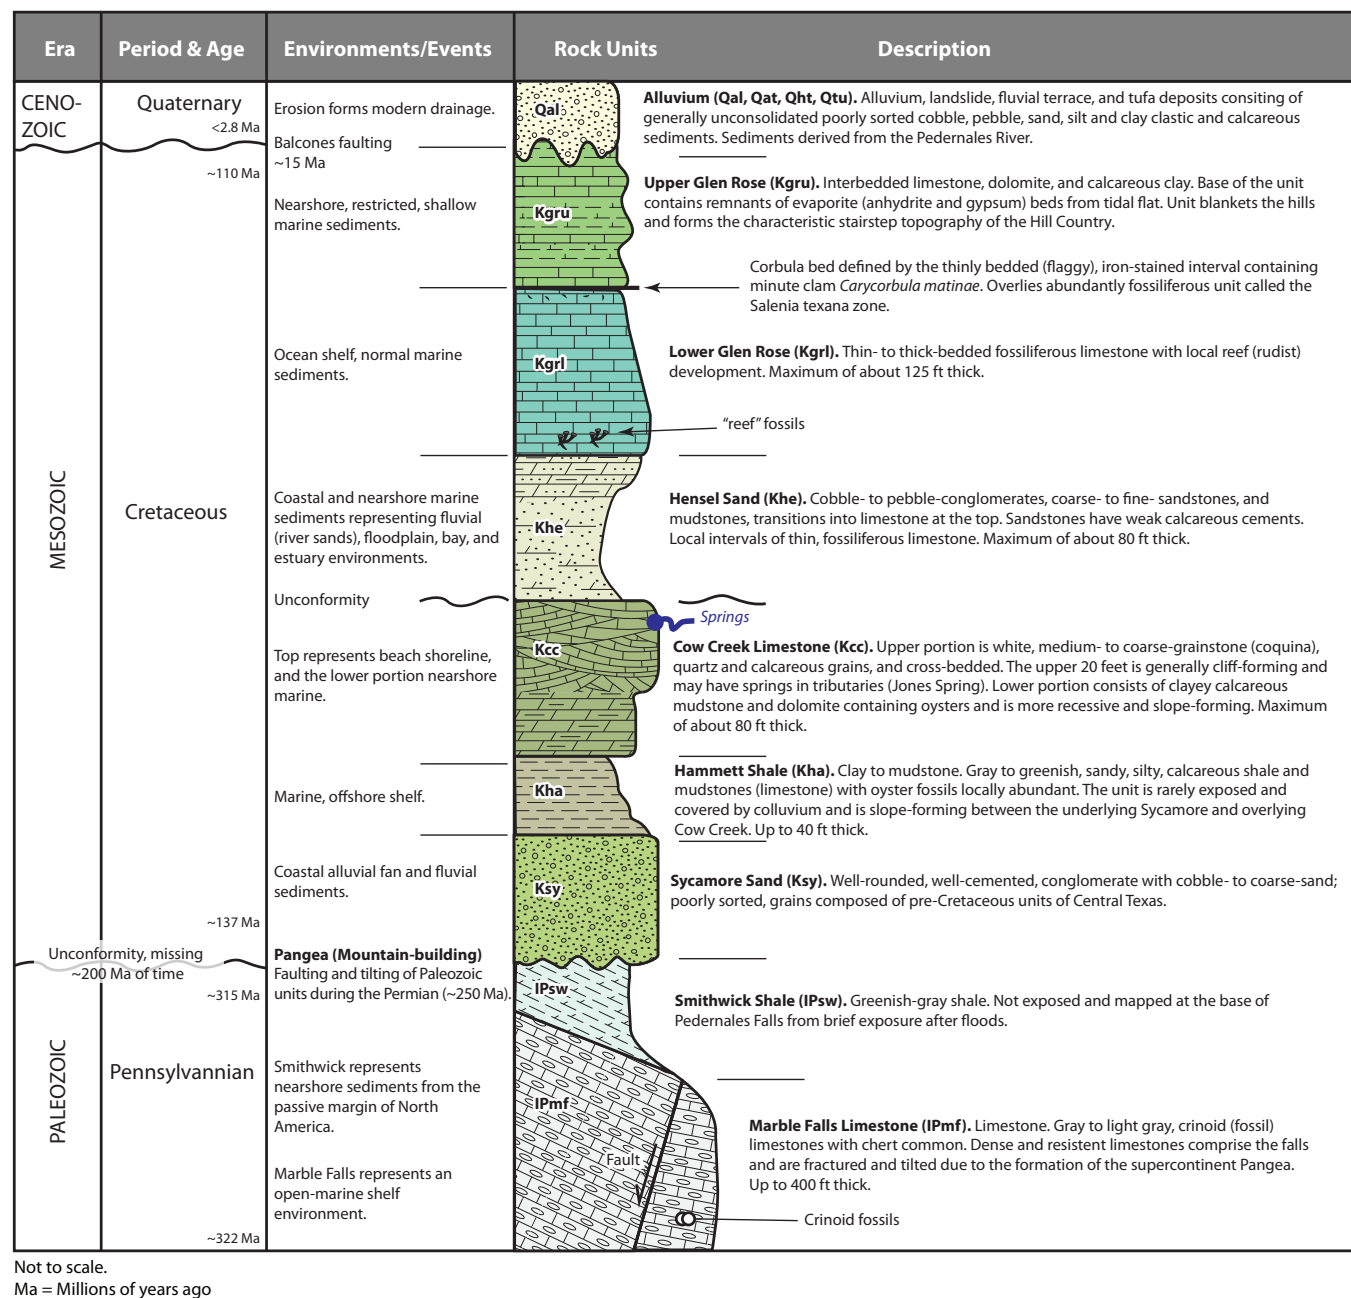 Era
Period & Age
Environments/Events
Rock Units
Description
CENO-
ZOIC
Quaternary
<2.8 Ma
Erosion forms modern drainage.
Qal
Alluvium (Qal, Qat, Qht, Qtu). Alluvium, landslide, fluvial terrace, and tufa deposits consiting of
generally unconsolidated poorly sorted cobble, pebble, sand, silt and clay clastic and calcareous
sediments. Sediments derived from the Pedernales River.
Balcones faulting
~15 Ma
MESOZOIC
Cretaceous
~110 Ma
Nearshore, restricted, shallow
marine sediments.
Kgru
Upper Glen Rose (Kgru). Interbedded limestone, dolomite, and calcareous clay. Base of the unit
contains remnants of evaporite (anhydrite and gypsum) beds from tidal flat. Unit blankets the hills
and forms the characteristic stairstep topography of the Hill Country.
Corbula bed defined by the thinly bedded (flaggy), iron-stained interval containing
minute clam Carycorbula matinae. Overlies abundantly fossiliferous unit called the
Salenia texana zone.
Ocean shelf, normal marine
sediments.
Kgrl
Lower Glen Rose (Kgrl). Thin- to thick-bedded fossiliferous limestone with local reef (rudist)
development. Maximum of about 125 ft thick.
"reef" fossils
Coastal and nearshore marine
sediments representing fluvial
(river sands), floodplain, bay, and
estuary environments.
Khe
Hensel Sand (Khe). Cobble- to pebble-conglomerates, coarse- to fine- sandstones, and
mudstones, transitions into limestone at the top. Sandstones have weak calcareous cements.
Local intervals of thin, fossiliferous limestone. Maximum of about 80 ft thick.
Unconformity
Springs
Top represents beach shoreline,
and the lower portion nearshore
marine.
Kcc
Cow Creek Limestone (Kcc). Upper portion is white, medium- to coarse-grainstone (coquina),
quartz and calcareous grains, and cross-bedded. The upper 20 feet is generally cliff-forming and
may have springs in tributaries (Jones Spring). Lower portion consists of clayey calcareous
mudstone and dolomite containing oysters and is more recessive and slope-forming. Maximum
of about 80 ft thick.
Marine, offshore shelf.
Kha
Hammett Shale (Kha). Clay to mudstone. Gray to greenish, sandy, silty, calcareous shale and
mudstones (limestone) with oyster fossils locally abundant. The unit is rarely exposed and
covered by colluvium and is slope-forming between the underlying Sycamore and overlying
Cow Creek. Up to 40 ft thick.
Coastal alluvial fan and fluvial
sediments.
Ksy
Sycamore Sand (Ksy). Well-rounded, well-cemented, conglomerate with cobble- to coarse-sand;
poorly sorted, grains composed of pre-Cretaceous units of Central Texas.
~137 Ma
Unconformity, missing
~200 Ma of time
Pangea (Mountain-building)
Faulting and tilting of Paleozoic
units during the Permian (~250 Ma).
PALEOZOIC
Pennsylvannian
~315 Ma
IPsw
Smithwick Shale (IPsw). Greenish-gray shale. Not exposed and mapped at the base of
Pedernales Falls from brief exposure after floods.
Smithwick represents
nearshore sediments from the
passive margin of North
America.
IPmf
Marble Falls Limestone (IPmf). Limestone. Gray to light gray, crinoid (fossil)
limestones with chert common. Dense and resistent limestones comprise the falls
and are fractured and tilted due to the formation of the supercontinent Pangea.
Up to 400 ft thick.
Fault
Marble Falls represents an
open-marine shelf
environment.
Crinoid fossils
~322 Ma
Not to scale.
Ma = Millions of years ago